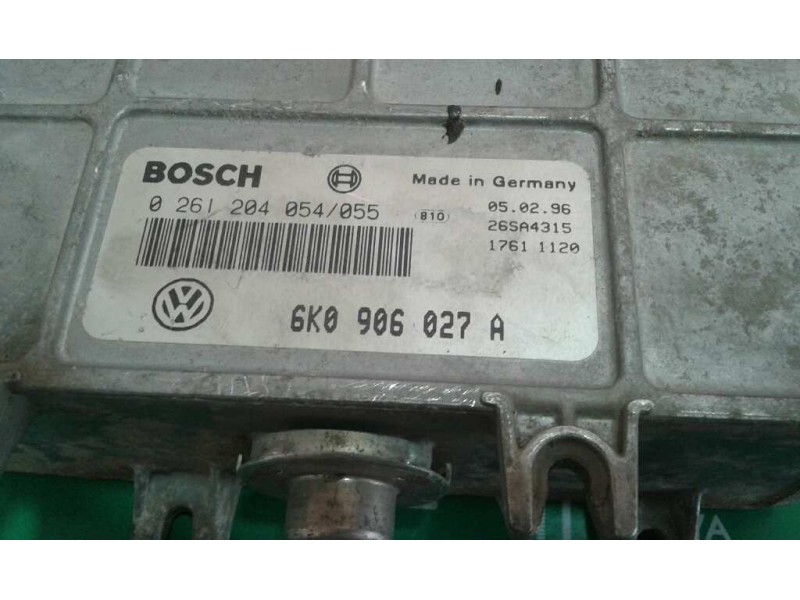 BOSCH
Made in Germany
0 261 204 054/055
(810)
05.02.96
26SA4315
1761 1120
VW
6K0 906 027 A